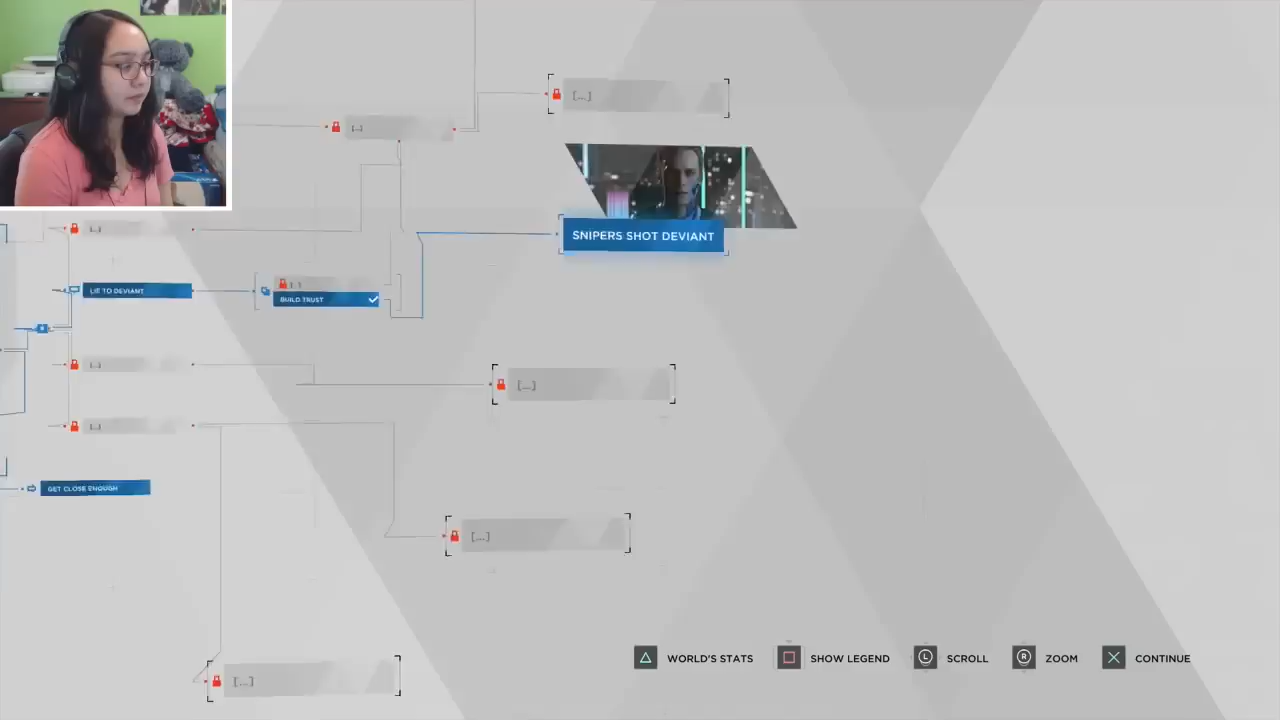 [...]
[...]
SNIPERS SHOT DEVIANT
[...]
LIE TO DEVIANT
BUILD TRUST
[...]
[...]
[...]
GET CLOSE ENOUGH
[...]
[...]
WORLD'S STATS
SHOW LEGEND
L
SCROLL
R
ZOOM
CONTINUE